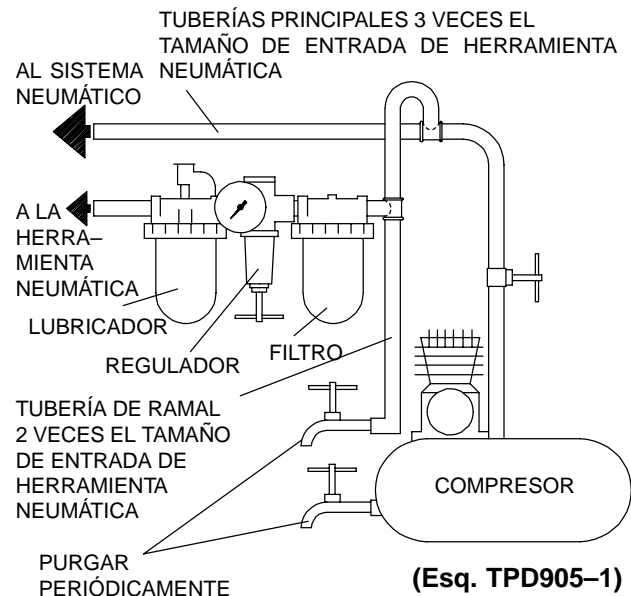 TUBERÍAS PRINCIPALES 3 VECES EL
TAMAÑO DE ENTRADA DE HERRAMIENTA
NEUMÁTICA
AL SISTEMA
NEUMÁTICO
A LA
HERRA–
MIENTA
NEUMÁTICA
LUBRICADOR
REGULADOR
FILTRO
TUBERÍA DE RAMAL
2 VECES EL TAMAÑO
DE ENTRADA DE
HERRAMIENTA
NEUMÁTICA
COMPRESOR
PURGAR
PERIÓDICAMENTE
(Esq. TPD905–1)